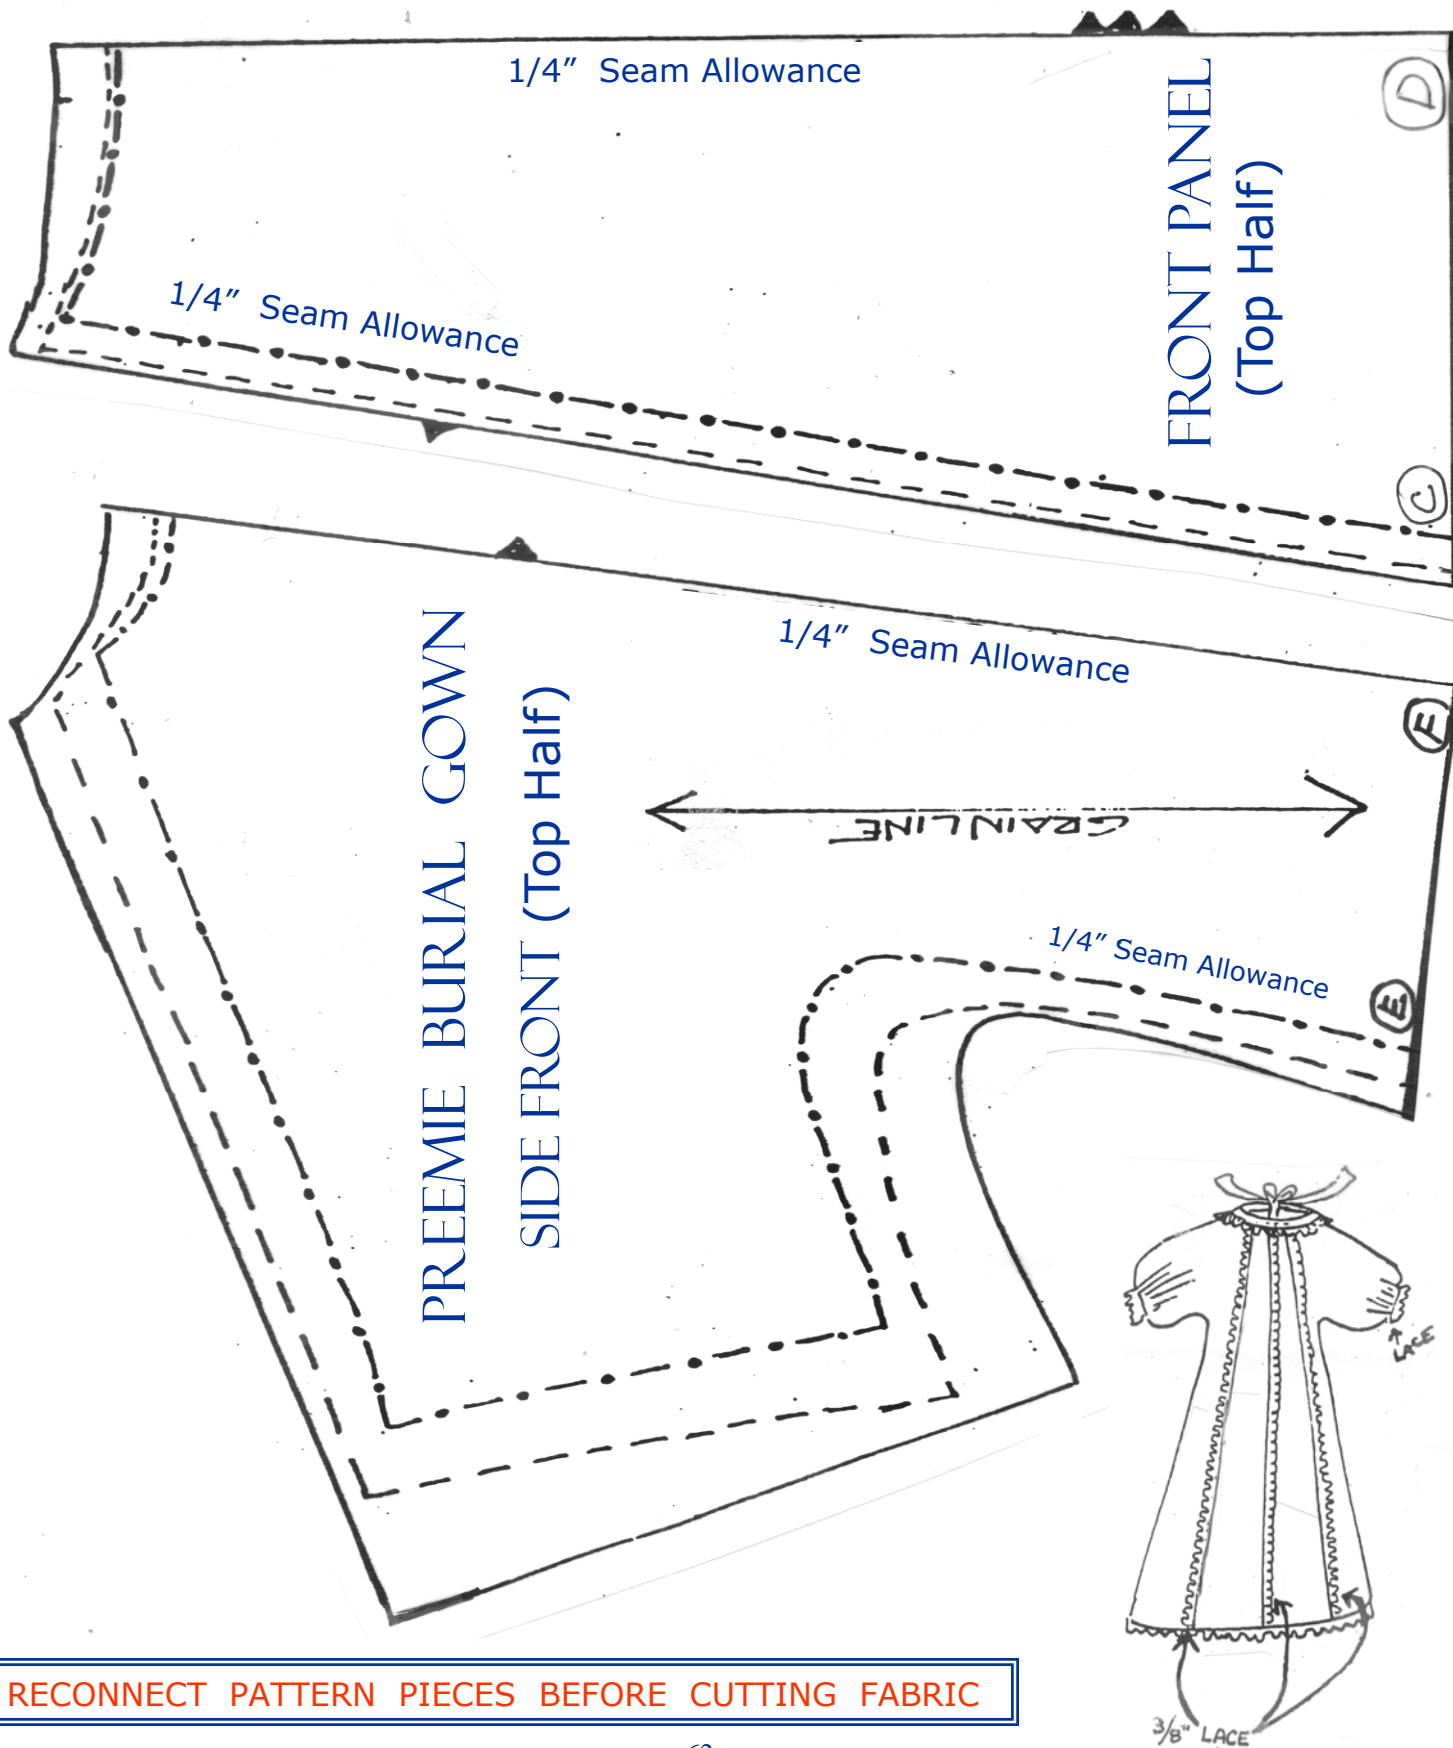 1/4" Seam Allowance
D
FRONT PANEL
(Top Half)
1/4" Seam Allowance
C
1/4" Seam Allowance
F
PREEMIE BURIAL GOWN
SIDE FRONT (Top Half)
GRAINLINE
1/4" Seam Allowance
E
LACE
3/8" LACE
RECONNECT PATTERN PIECES BEFORE CUTTING FABRIC